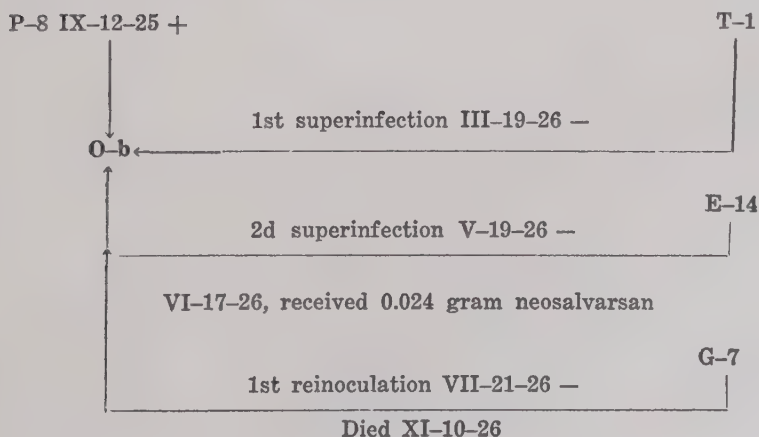 P–8 IX–12–25 + T–1
1st superinfection III–19–26 —
O–b
E–14
2d superinfection V–19–26 —
VI–17–26, received 0.024 gram neosalvarsan
G–7
1st reinoculation VII–21–26 —
Died XI–10–26